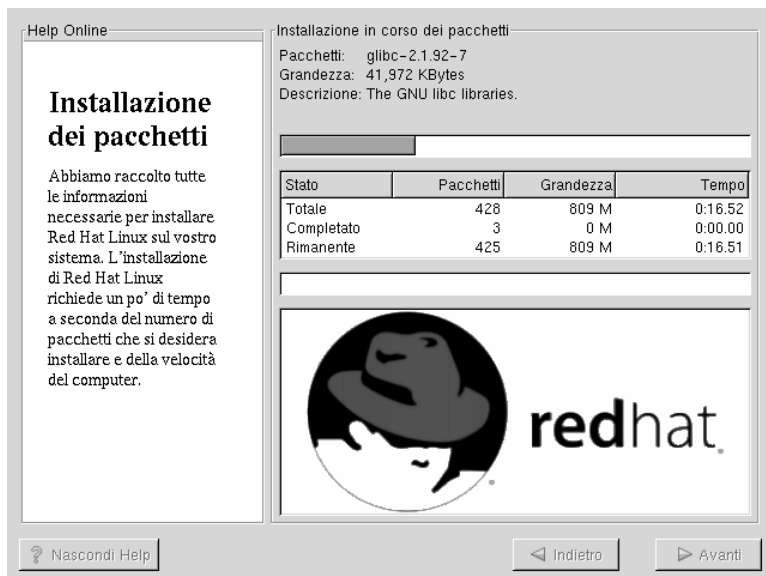 Help Online
Installazione
dei pacchetti
Abbiamo raccolto tutte
le informazioni
necessarie per installare
Red Hat Linux sul vostro
sistema. L'installazione
di Red Hat Linux
richiede un po' di tempo
a seconda del numero di
pacchetti che si desidera
installare e della velocità
del computer.
Installazione in corso dei pacchetti
Pacchetti: glibc-2.1.92-7
Grandezza: 41,972 KBytes
Descrizione: The GNU libc libraries.
Stato Pacchetti Grandezza Tempo
Totale 428 809 M 0:16.52
Completato 3 0 M 0:00.00
Rimanente 425 809 M 0:16.51
redhat.
? Nascondi Help
Indietro
Avanti